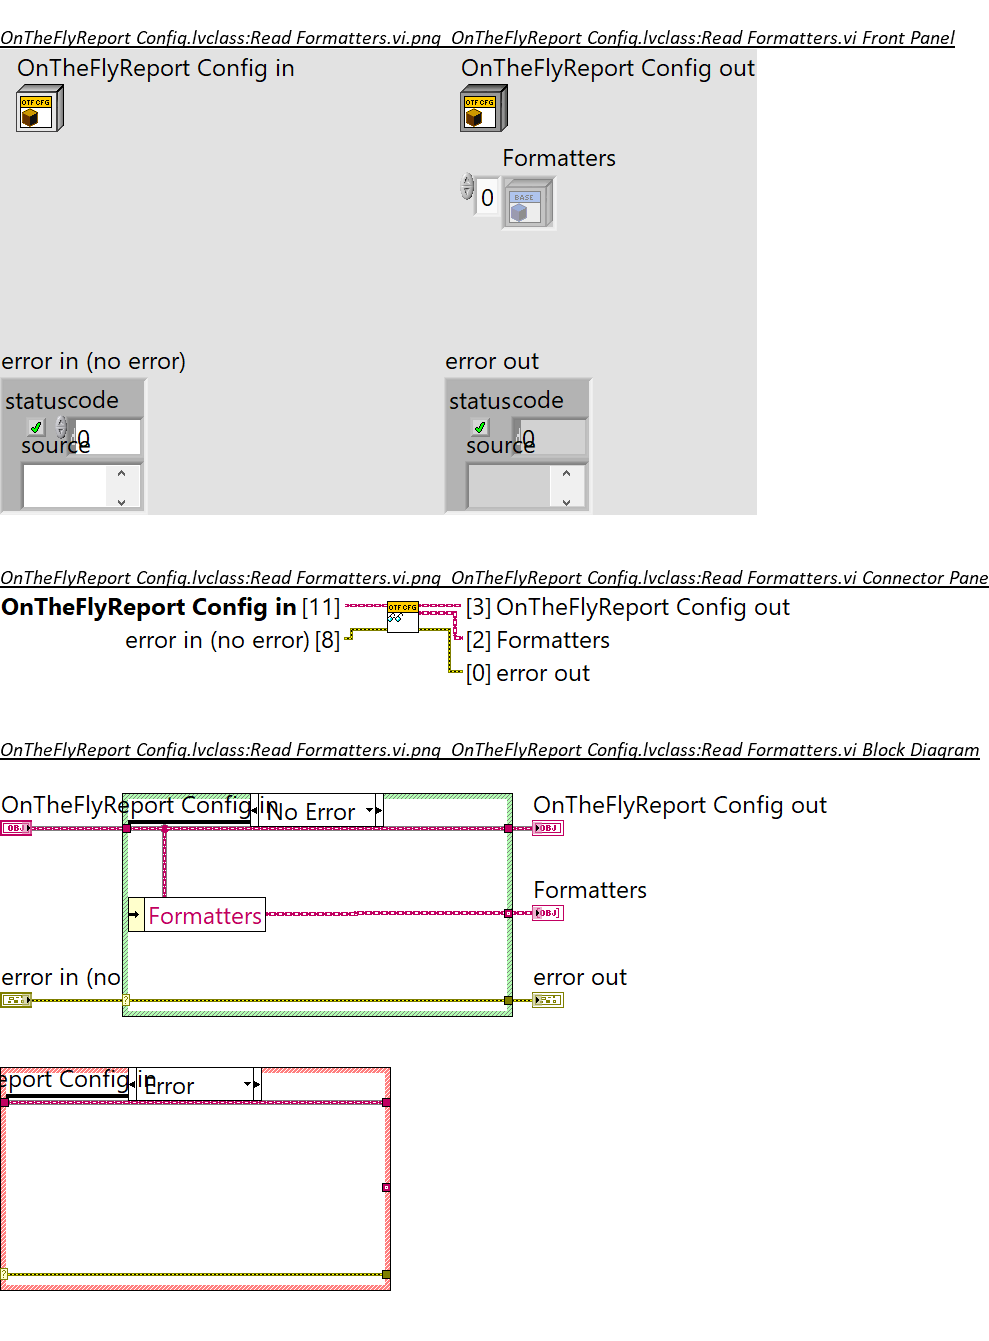 OnTheFlyReport Config.lvclass:Read Formatters.vi.png  OnTheFlyReport Config.lvclass:Read Formatters.vi Front Panel
OnTheFlyReport Config in
OnTheFlyReport Config out
OTF CFG
OTF CFG
Formatters
0
BASE
error in (no error)
error out
status code
status code
0
0
source
source
OnTheFlyReport Config.lvclass:Read Formatters.vi.png  OnTheFlyReport Config.lvclass:Read Formatters.vi Connector Pane
OnTheFlyReport Config in [11]
OTF CFG
[3] OnTheFlyReport Config out
error in (no error) [8]
[2] Formatters
[0] error out
OnTheFlyReport Config.lvclass:Read Formatters.vi.png  OnTheFlyReport Config.lvclass:Read Formatters.vi Block Diagram
OnTheFlyReport Config in
No Error
OnTheFlyReport Config out
OBJ
OBJ
Formatters
Formatters
OBJ
error in (no
error out
?
eport Config in
Error
?